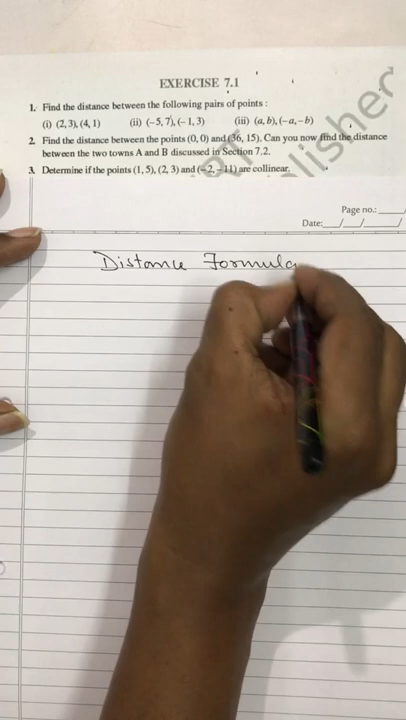 EXERCISE 7.1
1. Find the distance between the following pairs of points :
(i) (2, 3), (4, 1) (ii) (– 5, 7), (– 1, 3) (iii) (a, b), (– a, – b)
2. Find the distance between the points (0, 0) and (36, 15). Can you now find the distance
between the two towns A and B discussed in Section 7.2.
3. Determine if the points (1, 5), (2, 3) and (– 2, – 11) are collinear.
Page no.:
Date: / /
Distance Formula